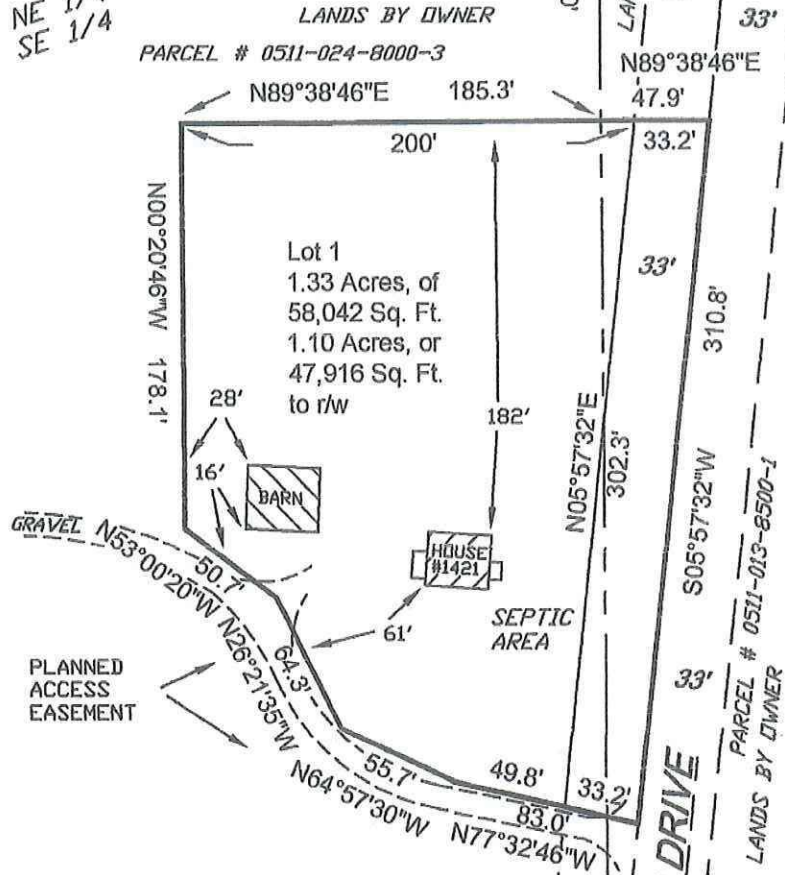 NE 1/4
SE 1/4
LANDS BY OWNER
PARCEL # 0511-024-8000-3
33'
N89°38'46"E
N89°38'46"E 185.3'
47.9'
200'
33.2'
N00°20'46"W 178.1'
Lot 1
1.33 Acres, of
58,042 Sq. Ft.
1.10 Acres, or
47,916 Sq. Ft.
to r/w
33'
310.8'
28'
182'
N05°57'32"E
302.3'
16'
BARN
S05°57'32"W
GRAVEL
N53°00'20"W
50.7'
HOUSE
#1421
SEPTIC
AREA
61'
N26°21'35"W
64.3'
PLANNED
ACCESS
EASEMENT
33'
PARCEL # 0511-013-8500-1
LANDS BY OWNER
55.7'
49.8'
33.2'
N64°57'30"W
83.0'
N77°32'46"W
DRIVE